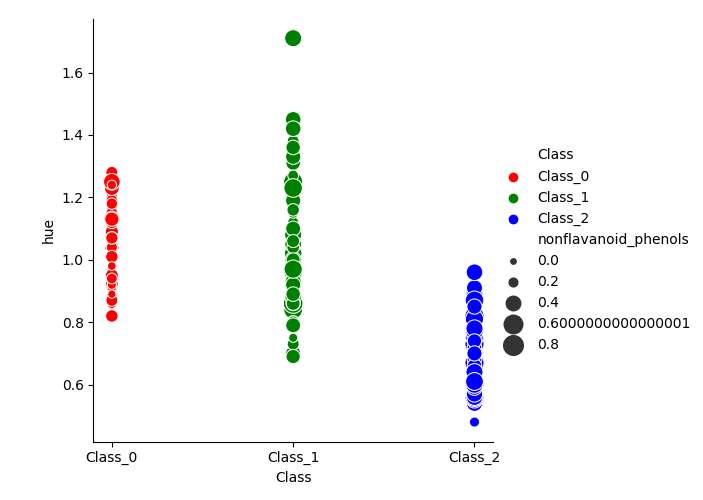 1.6
1.4
1.2
1.0
0.8
0.6
hue
Class_0
Class_1
Class_2
Class
Class
Class_0
Class_1
Class_2
nonflavanoid_phenols
0.0
0.2
0.4
0.6000000000000001
0.8